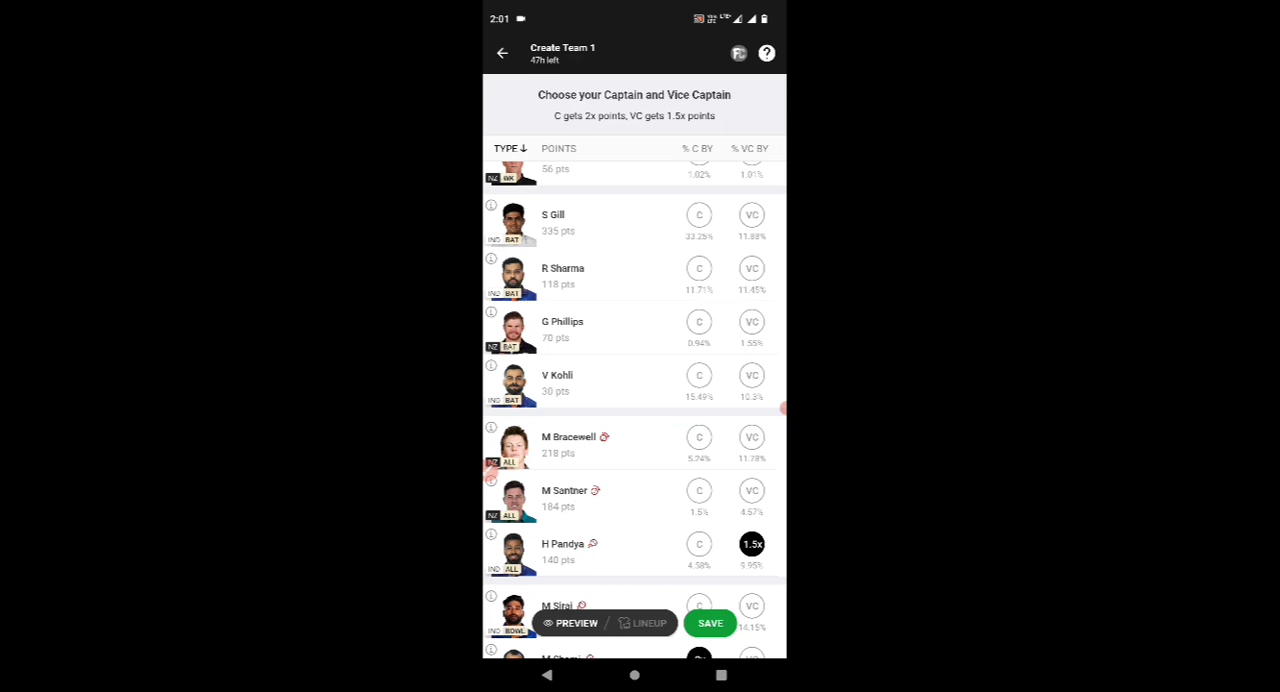 2:01
Create Team 1
47h left
?
Choose your Captain and Vice Captain
C gets 2x points, VC gets 1.5x points
TYPE↓ POINTS % C BY % VC BY
56 pts
NZ WK 1.02% 1.01%
S Gill C VC
335 pts
IND BAT 33.25% 11.88%
R Sharma C VC
118 pts
IND BAT 11.71% 11.45%
G Phillips C VC
70 pts
NZ BAT 0.94% 1.55%
V Kohli C VC
30 pts
IND BAT 15.49% 10.3%
M Bracewell C VC
218 pts
NZ ALL 5.24% 11.78%
M Santner C VC
184 pts
NZ ALL 1.5% 4.57%
H Pandya C 1.5x
140 pts
IND ALL 4.58% 9.95%
M Siraj C VC
IND BOWL PREVIEW / LINEUP SAVE 14.15%
M Shami 2x VC